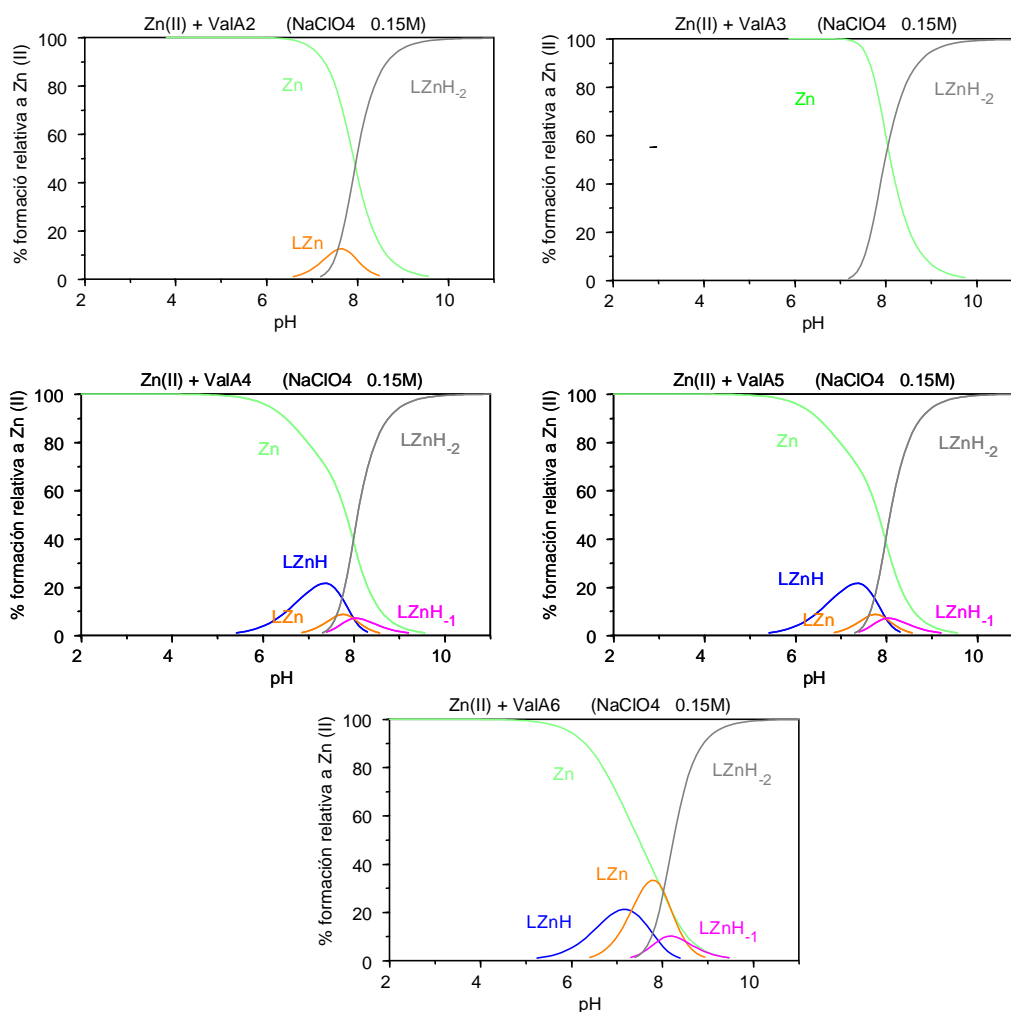 Zn(II) + ValA2 (NaClO4 0.15M)
% formació relativa a Zn (II)
100
80
60
40
20
0
Zn
LZnH-2
LZn
2 4 6 8 10
pH
Zn(II) + ValA3 (NaClO4 0.15M)
% formació relativa a Zn (II)
100
80
60
40
20
0
Zn
LZnH-2
2 4 6 8 10
pH
Zn(II) + ValA4 (NaClO4 0.15M)
% formación relativa a Zn (II)
100
80
60
40
20
0
Zn
LZnH-2
LZnH
LZn
LZnH-1
2 4 6 8 10
pH
Zn(II) + ValA5 (NaClO4 0.15M)
% formación relativa a Zn (II)
100
80
60
40
20
0
Zn
LZnH-2
LZnH
LZn
LZnH-1
2 4 6 8 10
pH
Zn(II) + ValA6 (NaClO4 0.15M)
% formación relativa a Zn (II)
100
80
60
40
20
0
Zn
LZnH-2
LZn
LZnH
LZnH-1
2 4 6 8 10
pH